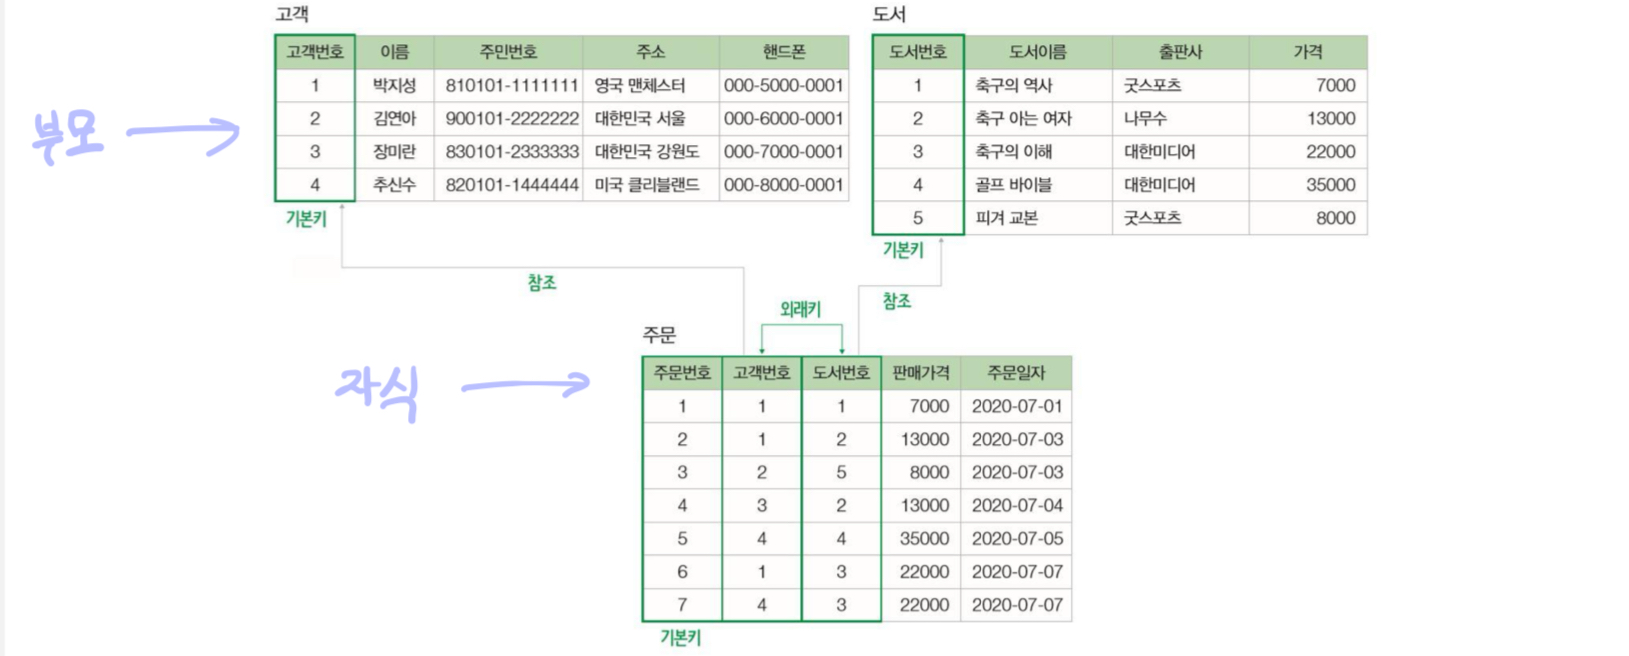 고객
고객번호 이름 주민번호 주소 핸드폰
1 박지성 810101-1111111 영국 맨체스터 000-5000-0001
2 김연아 900101-2222222 대한민국 서울 000-6000-0001
3 장미란 830101-2333333 대한민국 강원도 000-7000-0001
4 추신수 820101-1444444 미국 클리블랜드 000-8000-0001
기본키
도서
도서번호 도서이름 출판사 가격
1 축구의 역사 굿스포츠 7000
2 축구 아는 여자 나무수 13000
3 축구의 이해 대한미디어 22000
4 골프 바이블 대한미디어 35000
5 피겨 교본 굿스포츠 8000
기본키
부모
참조
외래키
참조
자식
주문
주문번호 고객번호 도서번호 판매가격 주문일자
1 1 1 7000 2020-07-01
2 1 2 13000 2020-07-03
3 2 5 8000 2020-07-03
4 3 2 13000 2020-07-04
5 4 4 35000 2020-07-05
6 1 3 22000 2020-07-07
7 4 3 22000 2020-07-07
기본키